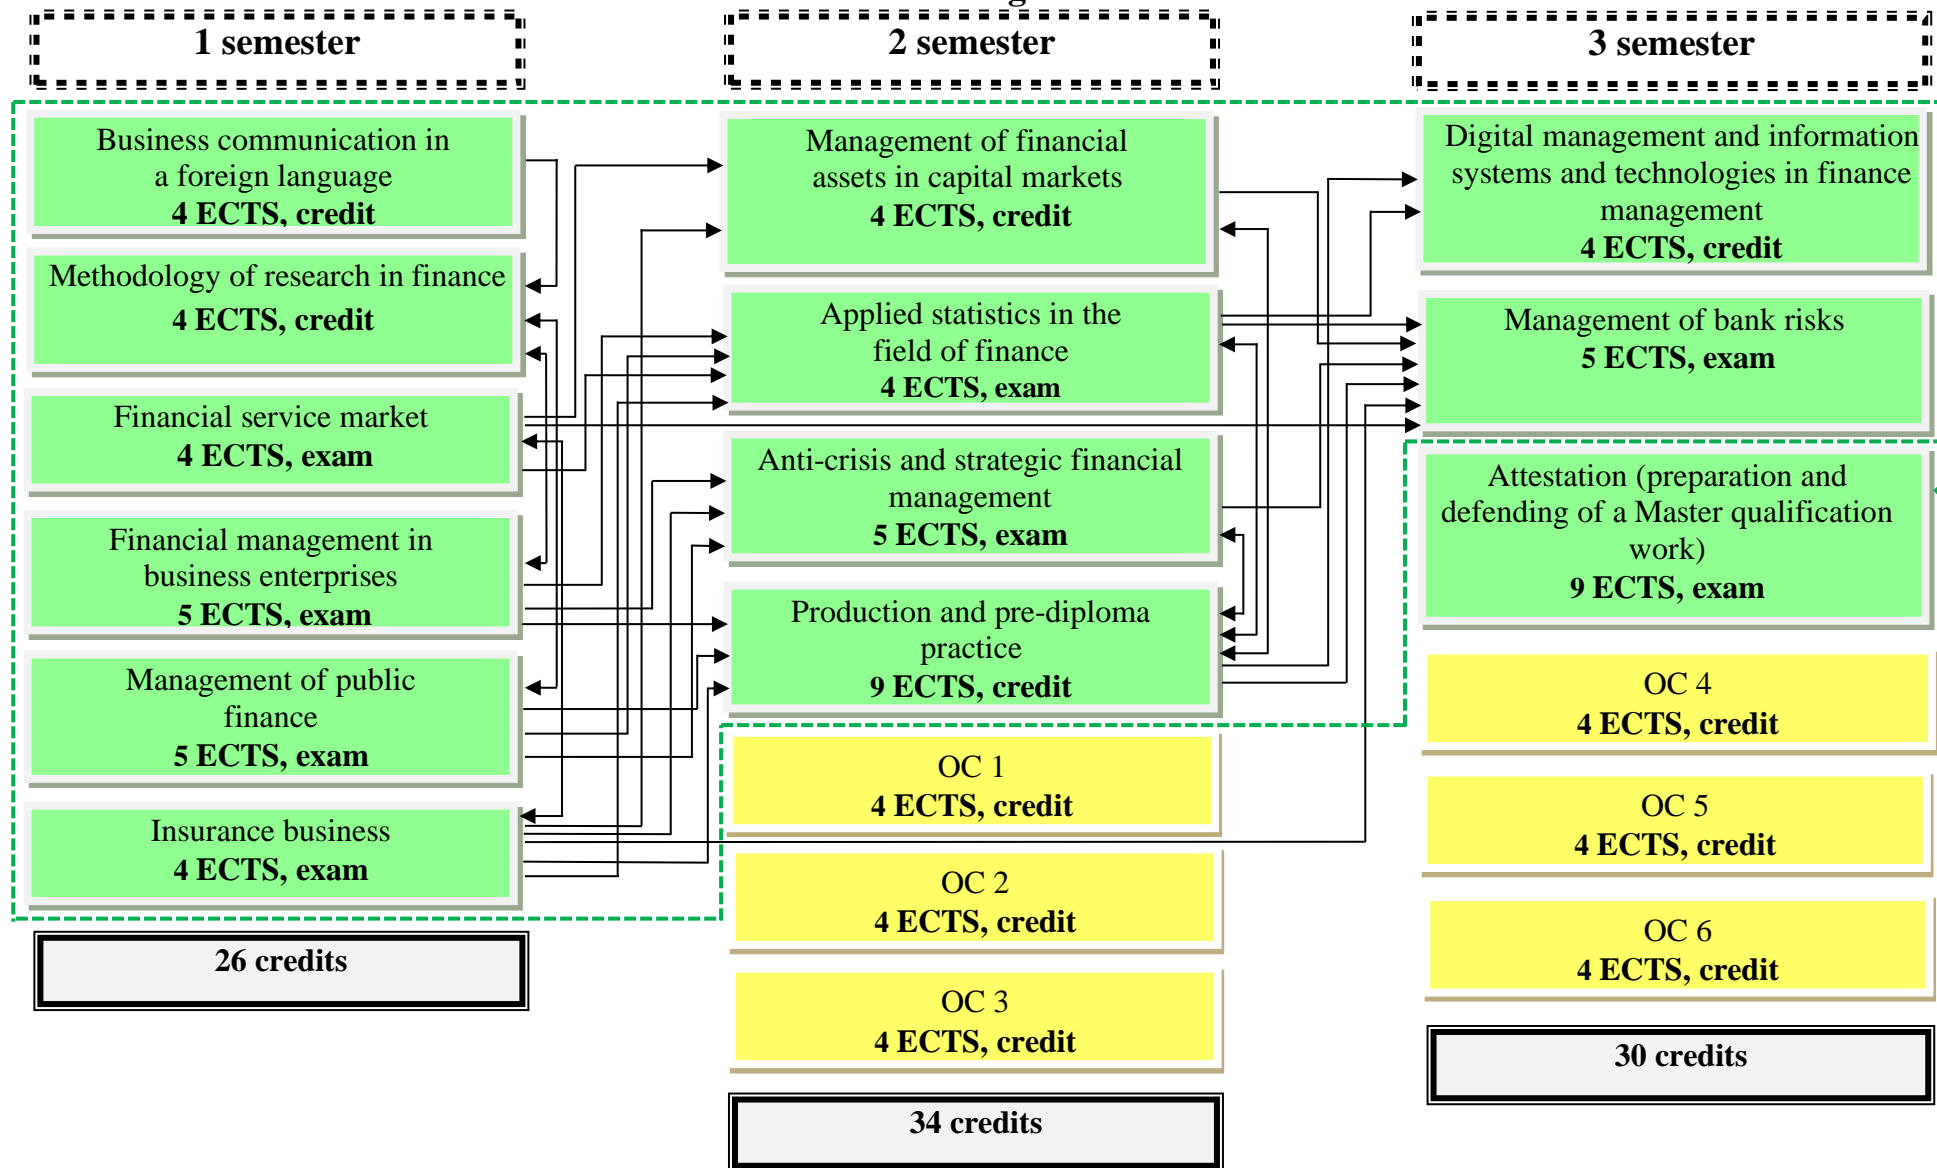 1 semester
2 semester
3 semester
Business communication in
a foreign language
4 ECTS, credit
Methodology of research in finance
4 ECTS, credit
Financial service market
4 ECTS, exam
Financial management in
business enterprises
5 ECTS, exam
Management of public
finance
5 ECTS, exam
Insurance business
4 ECTS, exam
26 credits
Management of financial
assets in capital markets
4 ECTS, credit
Applied statistics in the
field of finance
4 ECTS, exam
Anti-crisis and strategic financial
management
5 ECTS, exam
Production and pre-diploma
practice
9 ECTS, credit
OC 1
4 ECTS, credit
OC 2
4 ECTS, credit
OC 3
4 ECTS, credit
34 credits
Digital management and information
systems and technologies in finance
management
4 ECTS, credit
Management of bank risks
5 ECTS, exam
Attestation (preparation and
defending of a Master qualification
work)
9 ECTS, exam
OC 4
4 ECTS, credit
OC 5
4 ECTS, credit
OC 6
4 ECTS, credit
30 credits